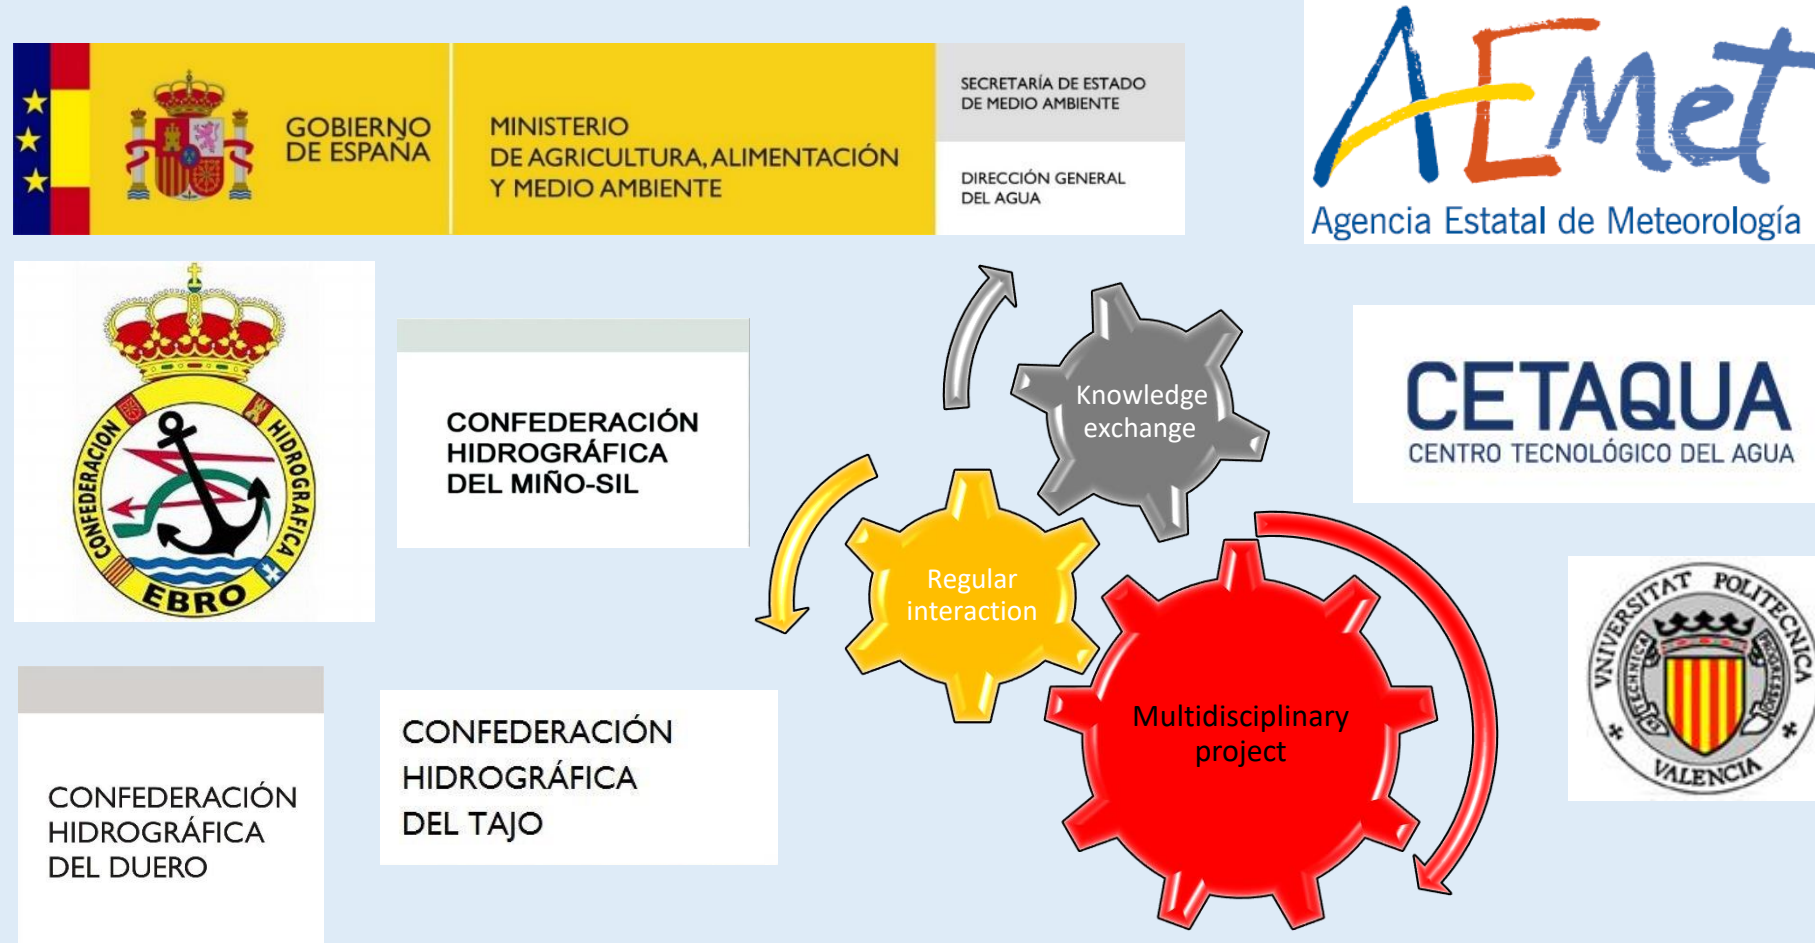 GOBIERNO
DE ESPAÑA
MINISTERIO
DE AGRICULTURA, ALIMENTACIÓN
Y MEDIO AMBIENTE
SECRETARÍA DE ESTADO
DE MEDIO AMBIENTE
DIRECCIÓN GENERAL
DEL AGUA
AEMet
Agencia Estatal de Meteorología
CONFEDERACION HIDROGRAFICA
EBRO
CONFEDERACIÓN
HIDROGRÁFICA
DEL MIÑO-SIL
Knowledge
exchange
CETAQUA
CENTRO TECNOLÓGICO DEL AGUA
Regular
interaction
Multidisciplinary
project
VNIVERSITAT POLITECNICA
VALENCIA
CONFEDERACIÓN
HIDROGRÁFICA
DEL DUERO
CONFEDERACIÓN
HIDROGRÁFICA
DEL TAJO